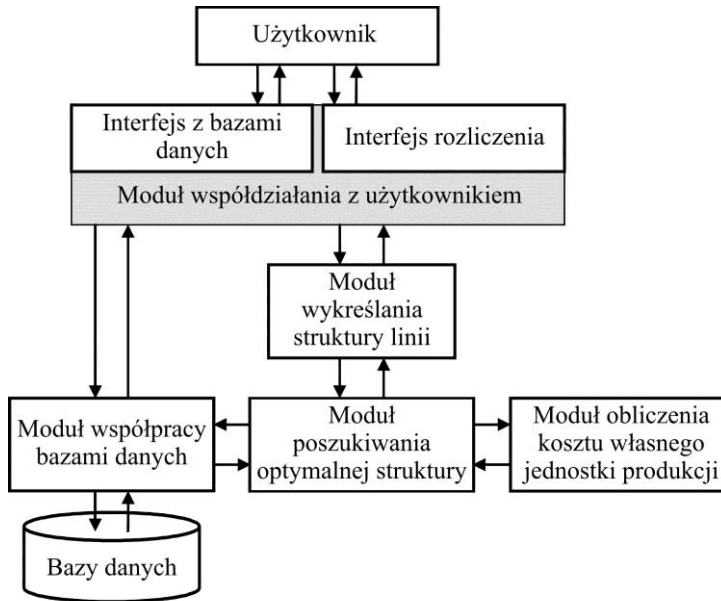 Użytkownik
Interfejs z bazami
danych
Interfejs rozliczenia
Moduł współdziałania z użytkownikiem
Moduł
wykreślania
struktury linii
Moduł współpracy
bazami danych
Moduł
poszukiwania
optymalnej struktury
Moduł obliczenia
kosztu własnego
jednostki produkcji
Bazy danych